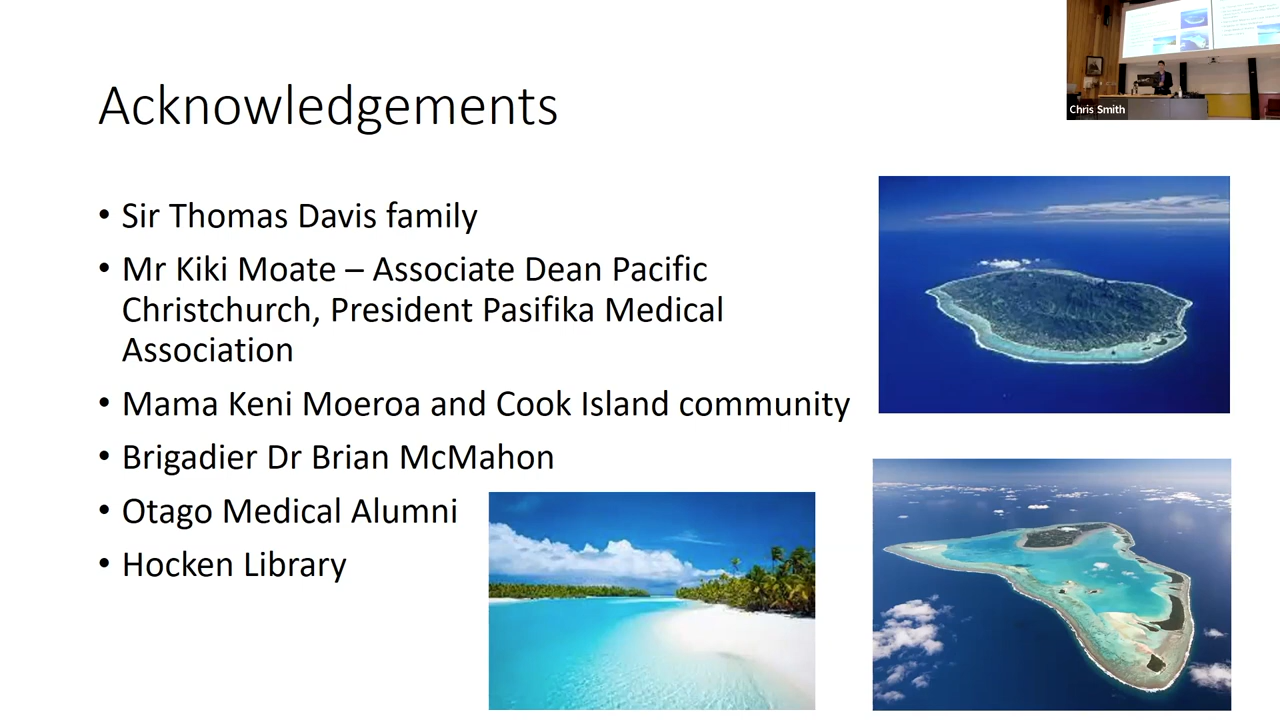 Chris Smith
Acknowledgements
• Sir Thomas Davis family
• Mr Kiki Moate – Associate Dean Pacific
Christchurch, President Pasifika Medical
Association
• Mama Keni Moeroa and Cook Island community
• Brigadier Dr Brian McMahon
• Otago Medical Alumni
• Hocken Library